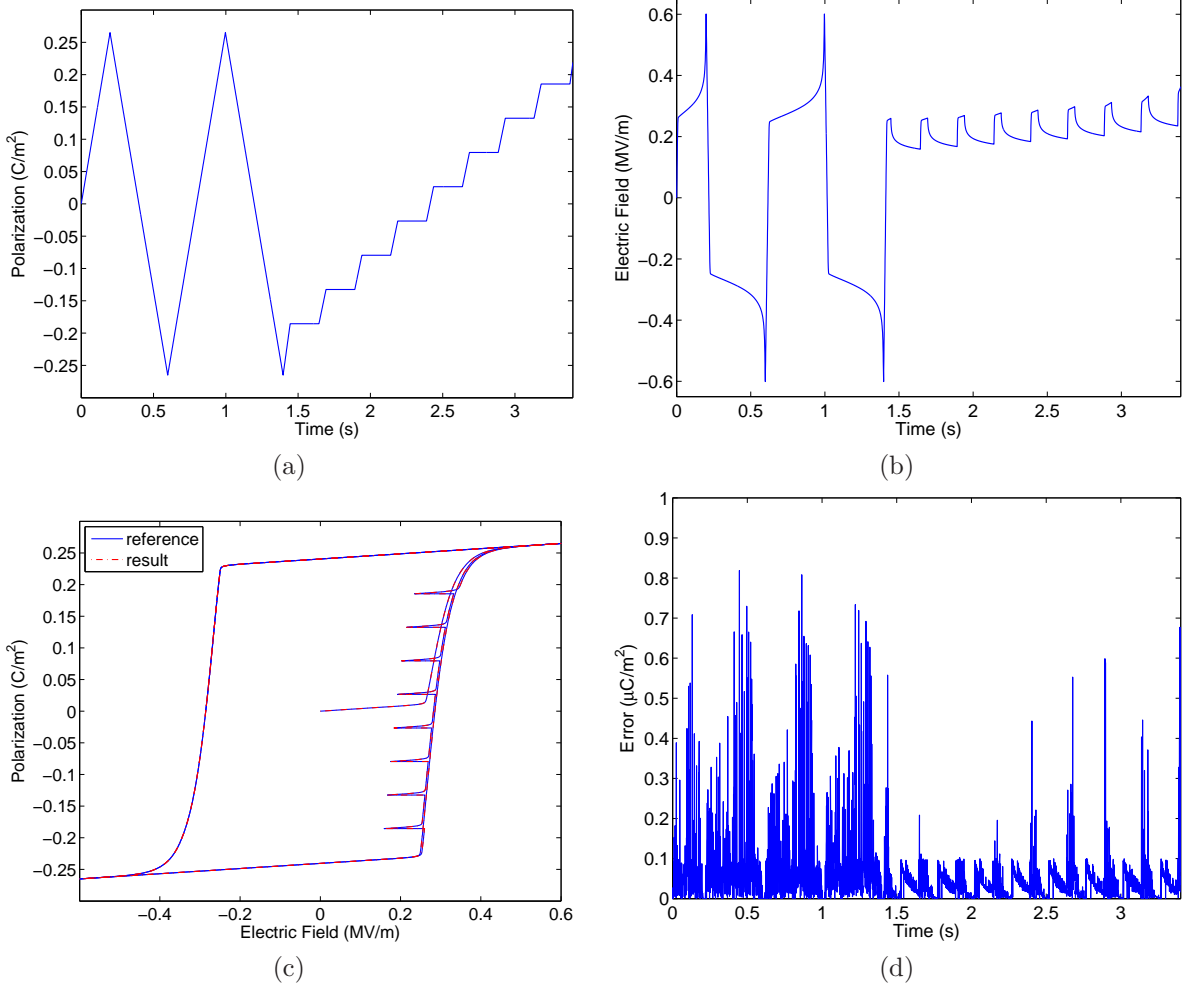 0.25
0.2
0.15
0.1
0.05
0
−0.05
−0.1
−0.15
−0.2
−0.25
Polarization (C/m²)
0 0.5 1 1.5 2 2.5 3
Time (s)
(a)
0.6
0.4
0.2
0
−0.2
−0.4
−0.6
Electric Field (MV/m)
0 0.5 1 1.5 2 2.5 3
Time (s)
(b)
reference
result
0.25
0.2
0.15
0.1
0.05
0
−0.05
−0.1
−0.15
−0.2
−0.25
Polarization (C/m²)
−0.4 −0.2 0 0.2 0.4 0.6
Electric Field (MV/m)
(c)
1
0.9
0.8
0.7
0.6
0.5
0.4
0.3
0.2
0.1
0
Error (μC/m²)
0 0.5 1 1.5 2 2.5 3
Time (s)
(d)